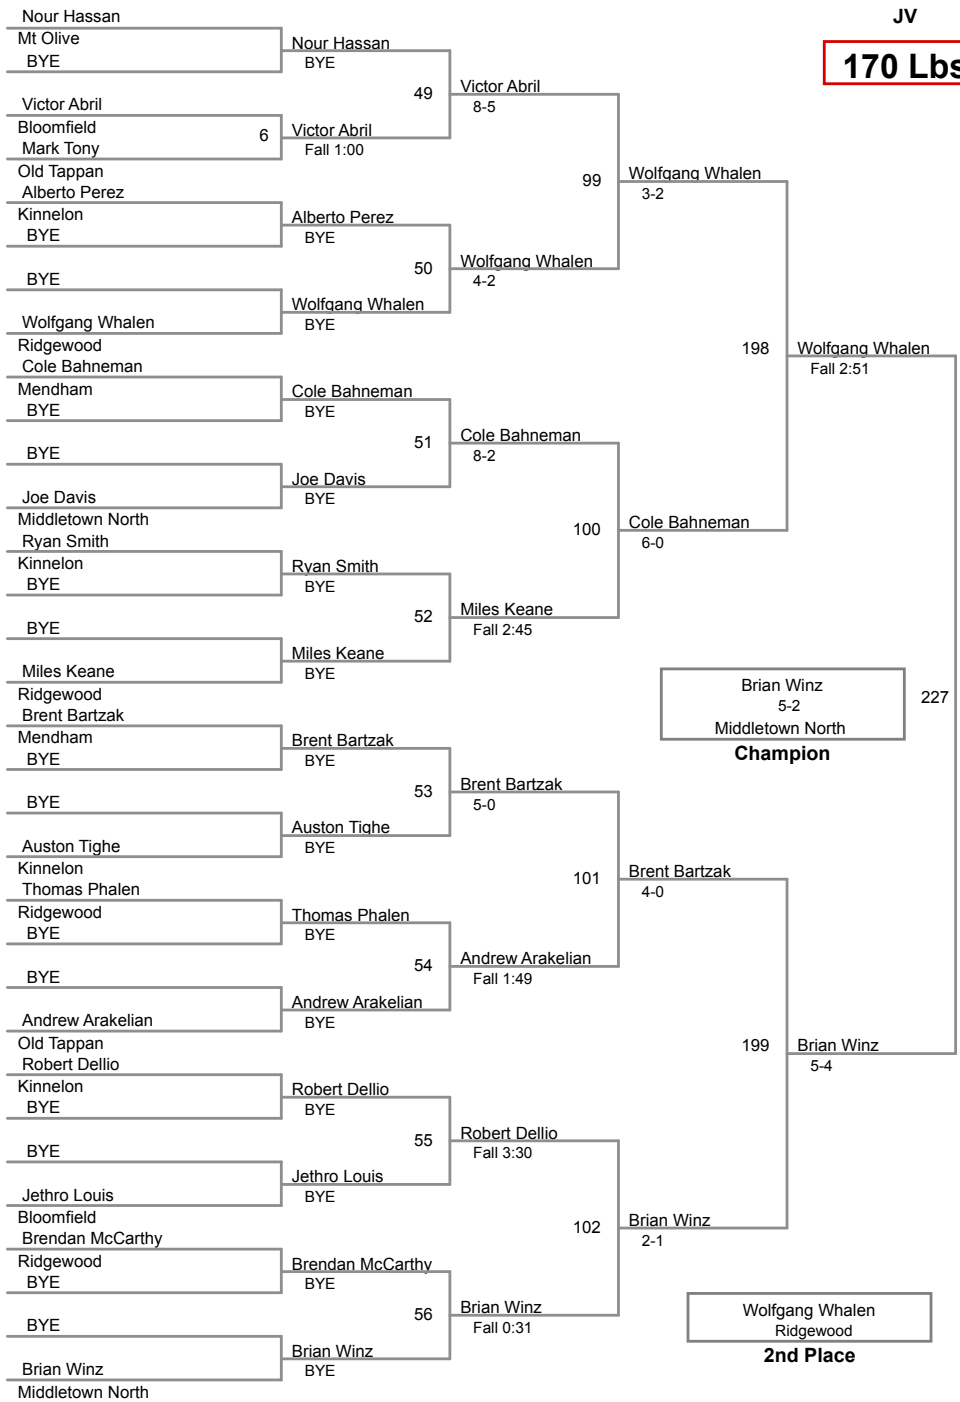 JV
170 Lbs
Nour Hassan
Mt Olive
BYE
Victor Abril
Bloomfield
Mark Tony
Old Tappan
Alberto Perez
Kinnelon
BYE
BYE
Wolfgang Whalen
Ridgewood
Cole Bahneman
Mendham
BYE
BYE
Joe Davis
Middletown North
Ryan Smith
Kinnelon
BYE
BYE
Miles Keane
Ridgewood
Brent Bartzak
Mendham
BYE
BYE
Auston Tighe
Kinnelon
Thomas Phalen
Ridgewood
BYE
BYE
Andrew Arakelian
Old Tappan
Robert Dellio
Kinnelon
BYE
BYE
Jethro Louis
Bloomfield
Brendan McCarthy
Ridgewood
BYE
BYE
Brian Winz
Middletown North
6
Nour Hassan
BYE
Victor Abril
Fall 1:00
Alberto Perez
BYE
Wolfgang Whalen
BYE
Cole Bahneman
BYE
Joe Davis
BYE
Ryan Smith
BYE
Miles Keane
BYE
Brent Bartzak
BYE
Auston Tighe
BYE
Thomas Phalen
BYE
Andrew Arakelian
BYE
Robert Dellio
BYE
Jethro Louis
BYE
Brendan McCarthy
BYE
Brian Winz
BYE
49
50
51
52
53
54
55
56
Victor Abril
8-5
Wolfgang Whalen
4-2
Cole Bahneman
8-2
Miles Keane
Fall 2:45
Brent Bartzak
5-0
Andrew Arakelian
Fall 1:49
Robert Dellio
Fall 3:30
Brian Winz
Fall 0:31
99
100
101
102
Wolfgang Whalen
3-2
Cole Bahneman
6-0
Brent Bartzak
4-0
Brian Winz
2-1
198
199
Wolfgang Whalen
Fall 2:51
Brian Winz
5-4
227
Brian Winz
5-2
Middletown North
Champion
Wolfgang Whalen
Ridgewood
2nd Place